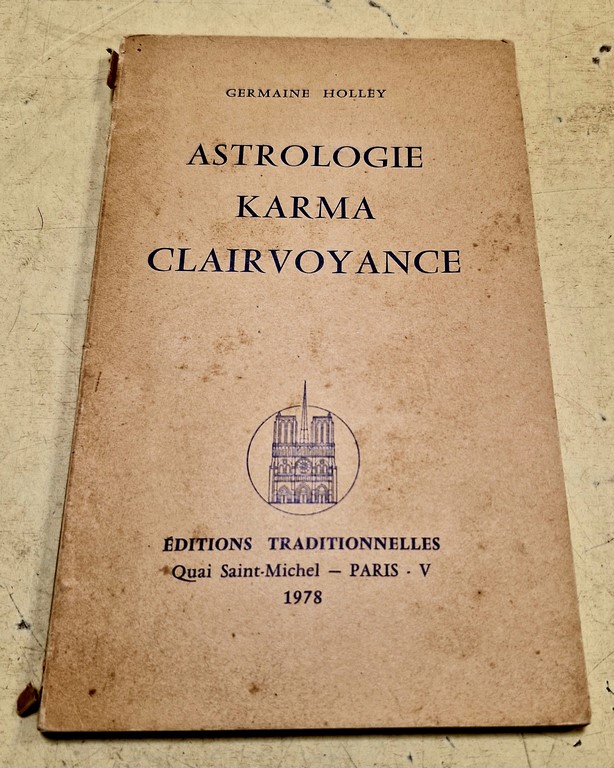 GERMAINE HOLLEY
ASTROLOGIE
KARMA
CLAIRVOYANCE
ÉDITIONS TRADITIONNELLES
Quai Saint-Michel — PARIS - V
1978